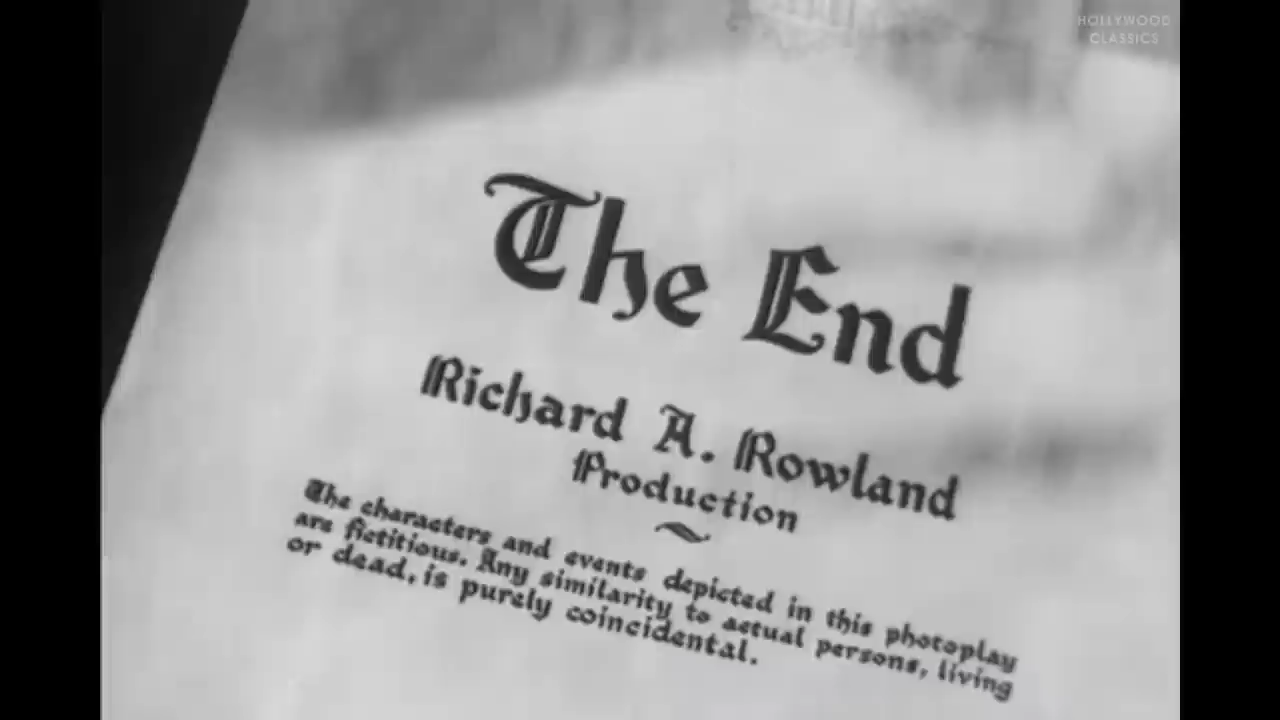 HOLLYWOOD
CLASSICS
The End
Richard A. Rowland
Production
The characters and events depicted in this photoplay
are fictitious. Any similarity to actual persons, living
or dead, is purely coincidental.